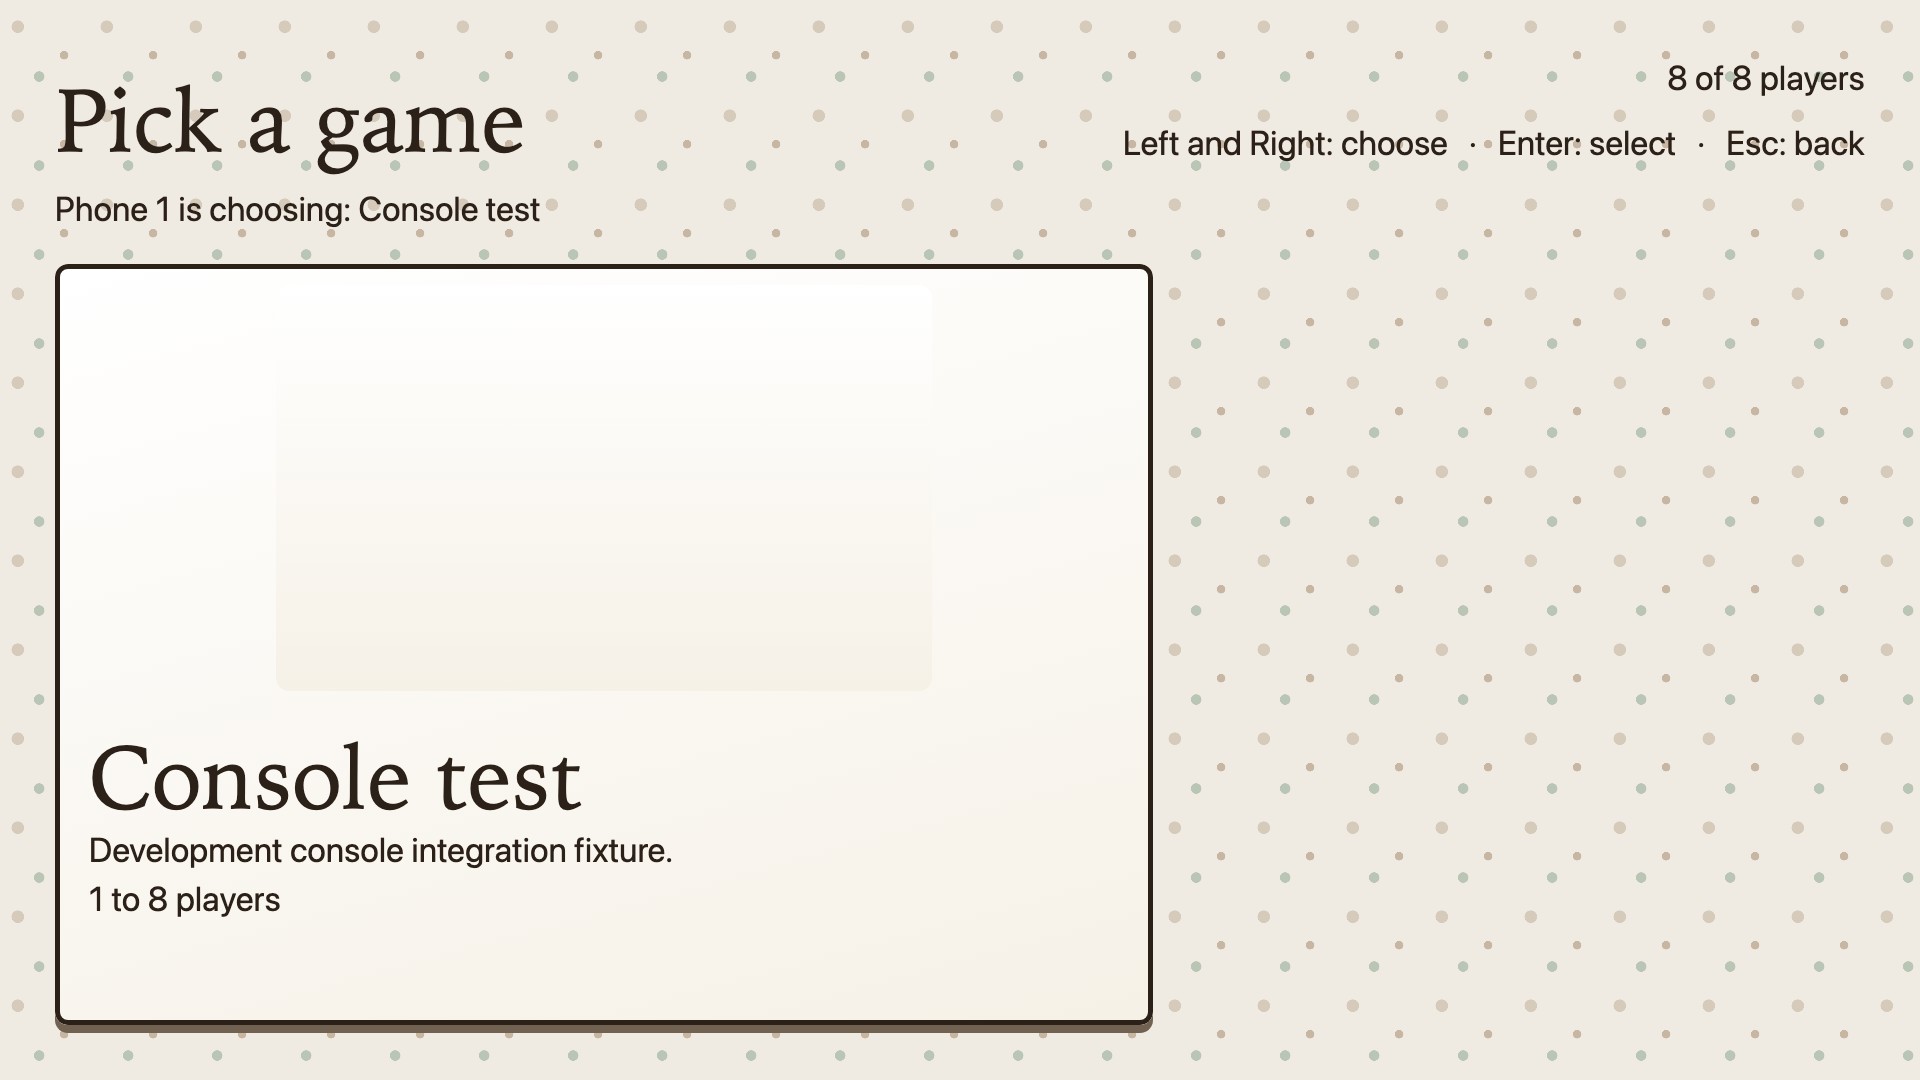 Pick a game
Phone 1 is choosing: Console test
8 of 8 players
Left and Right: choose · Enter: select · Esc: back
Console test
Development console integration fixture.
1 to 8 players